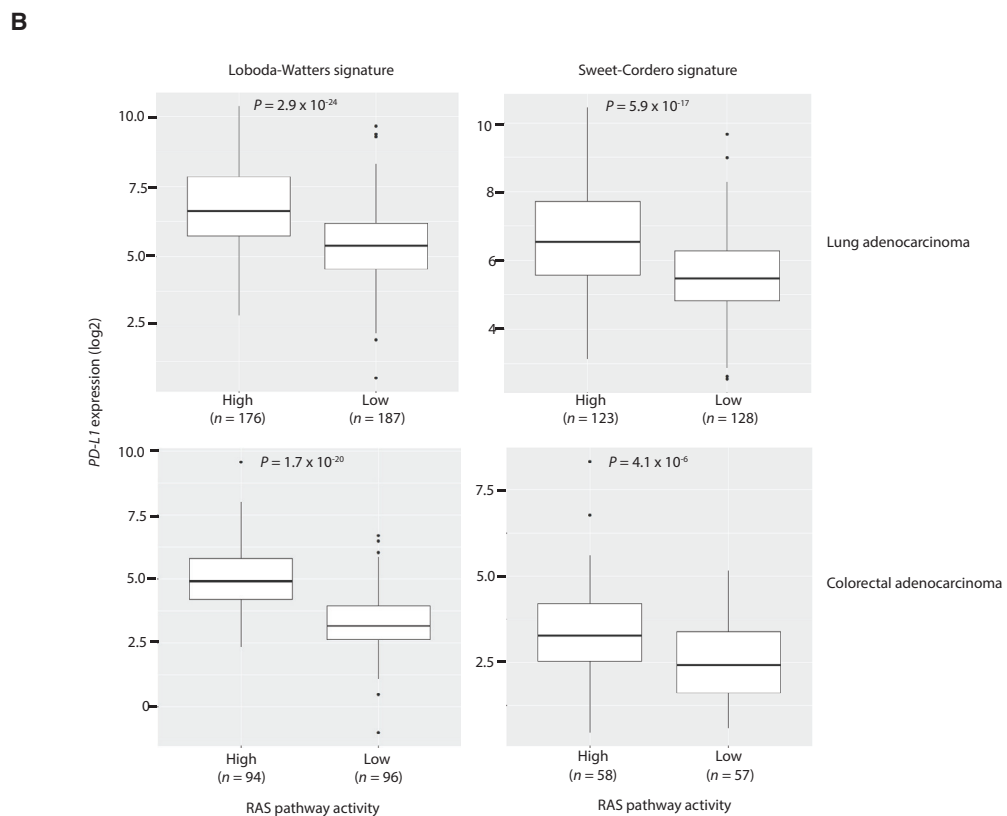 B
Loboda-Watters signature
Sweet-Cordero signature
PD-L1 expression (log2)
P = 2.9 x 10-24
10.0
7.5
5.0
2.5
High
(n = 176)
Low
(n = 187)
P = 5.9 x 10-17
10
8
6
4
High
(n = 123)
Low
(n = 128)
Lung adenocarcinoma
P = 1.7 x 10-20
10.0
7.5
5.0
2.5
0
High
(n = 94)
Low
(n = 96)
RAS pathway activity
P = 4.1 x 10-6
7.5
5.0
2.5
High
(n = 58)
Low
(n = 57)
RAS pathway activity
Colorectal adenocarcinoma